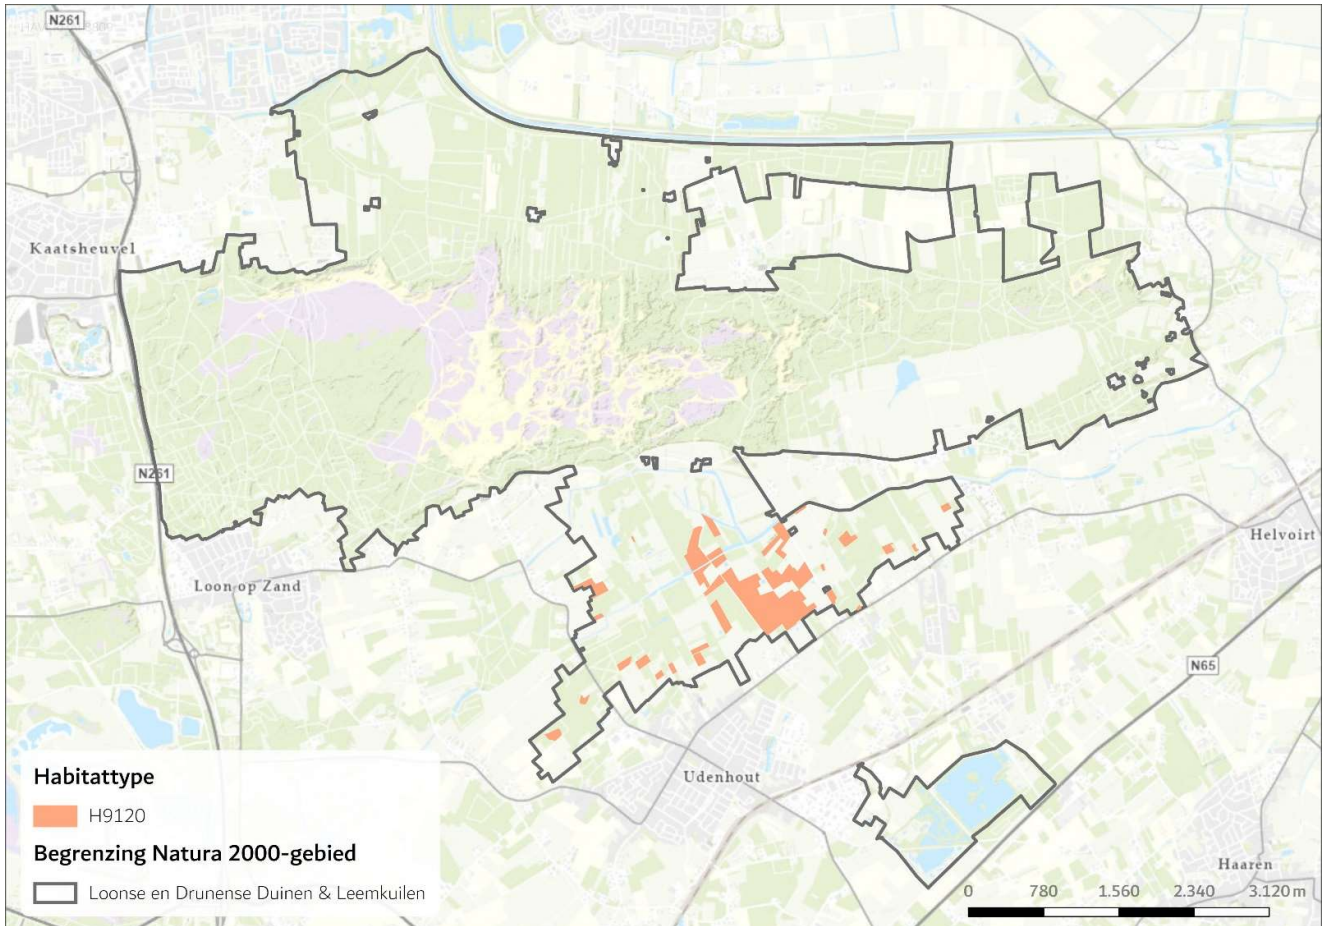 N261
Kaatsheuvel
N261
Loon op Zand
Helvoirt
N65
Udenhout
Haaren
Habitattype
H9120
Begrenzing Natura 2000-gebied
Loonse en Drunense Duinen & Leemkuilen
0 780 1.560 2.340 3.120 m